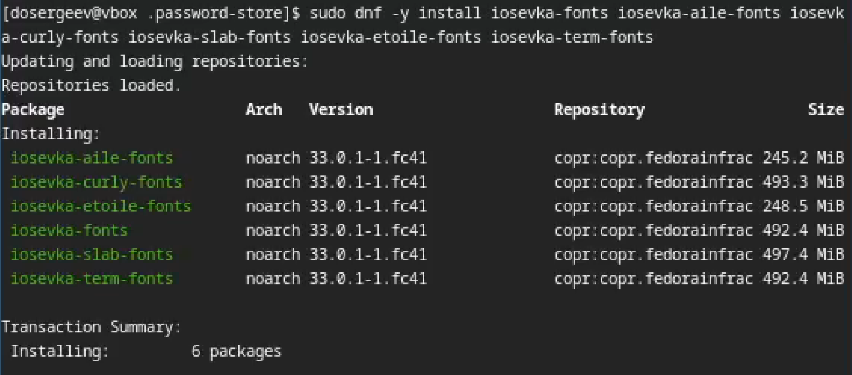 [dosergeev@vbox .password-store]$ sudo dnf -y install iosevka-fonts iosevka-aile-fonts iosevk
a-curly-fonts iosevka-slab-fonts iosevka-etoile-fonts iosevka-term-fonts
Updating and loading repositories:
Repositories loaded.
Package Arch Version Repository Size
Installing:
iosevka-aile-fonts noarch 33.0.1-1.fc41 copr:copr.fedorainfrac 245.2 MiB
iosevka-curly-fonts noarch 33.0.1-1.fc41 copr:copr.fedorainfrac 493.3 MiB
iosevka-etoile-fonts noarch 33.0.1-1.fc41 copr:copr.fedorainfrac 248.5 MiB
iosevka-fonts noarch 33.0.1-1.fc41 copr:copr.fedorainfrac 492.4 MiB
iosevka-slab-fonts noarch 33.0.1-1.fc41 copr:copr.fedorainfrac 497.4 MiB
iosevka-term-fonts noarch 33.0.1-1.fc41 copr:copr.fedorainfrac 492.4 MiB
Transaction Summary:
Installing: 6 packages